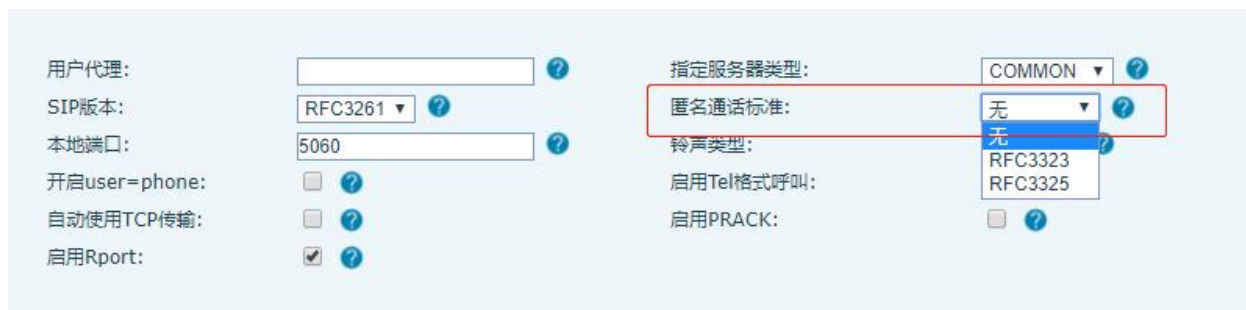 用户代理: 指定服务器类型: COMMON
SIP版本: RFC3261 匿名通话标准: 无
本地端口: 5060 铃声类型: 无
开启user=phone: 启用Tel格式呼叫: RFC3323
RFC3325
自动使用TCP传输: 启用PRACK:
启用Rport: